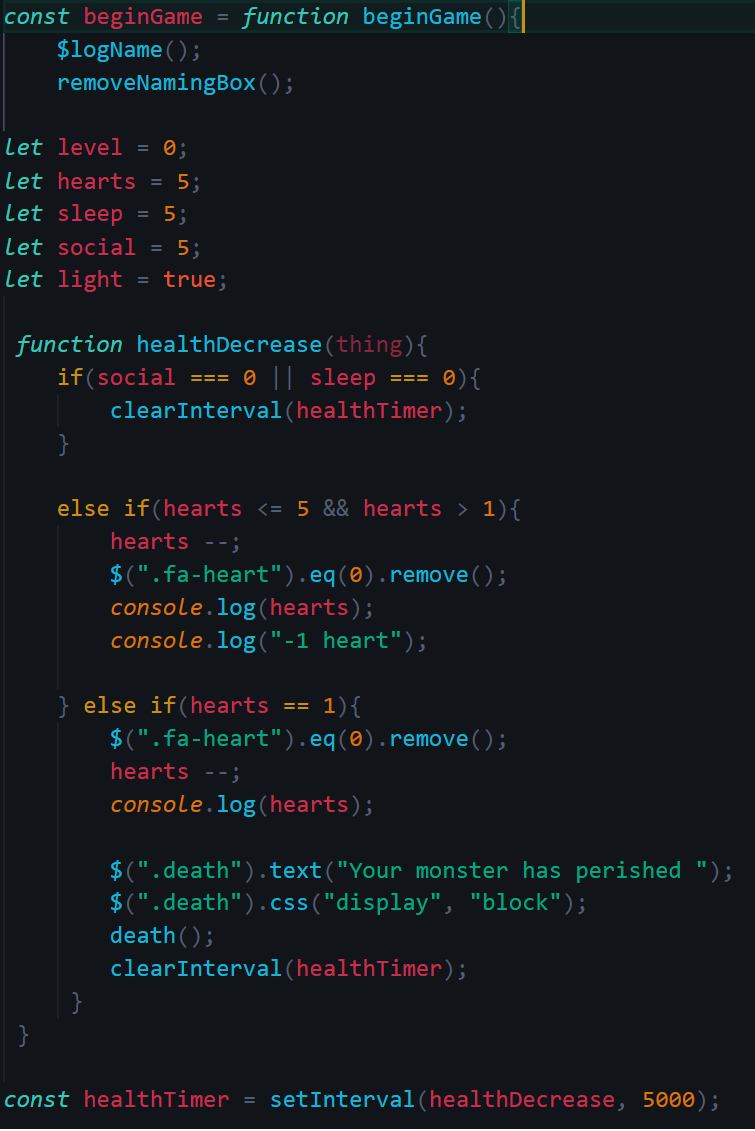 const beginGame = function beginGame(){
    $logName();
    removeNamingBox();

let level = 0;
let hearts = 5;
let sleep = 5;
let social = 5;
let light = true;

 function healthDecrease(thing){
    if(social === 0 || sleep === 0){
        clearInterval(healthTimer);
    }

    else if(hearts <= 5 && hearts > 1){
        hearts --;
        $(".fa-heart").eq(0).remove();
        console.log(hearts);
        console.log("-1 heart");

    } else if(hearts == 1){
        $(".fa-heart").eq(0).remove();
        hearts --;
        console.log(hearts);

        $(".death").text("Your monster has perished ");
        $(".death").css("display", "block");
        death();
        clearInterval(healthTimer);
     }
 }

const healthTimer = setInterval(healthDecrease, 5000);